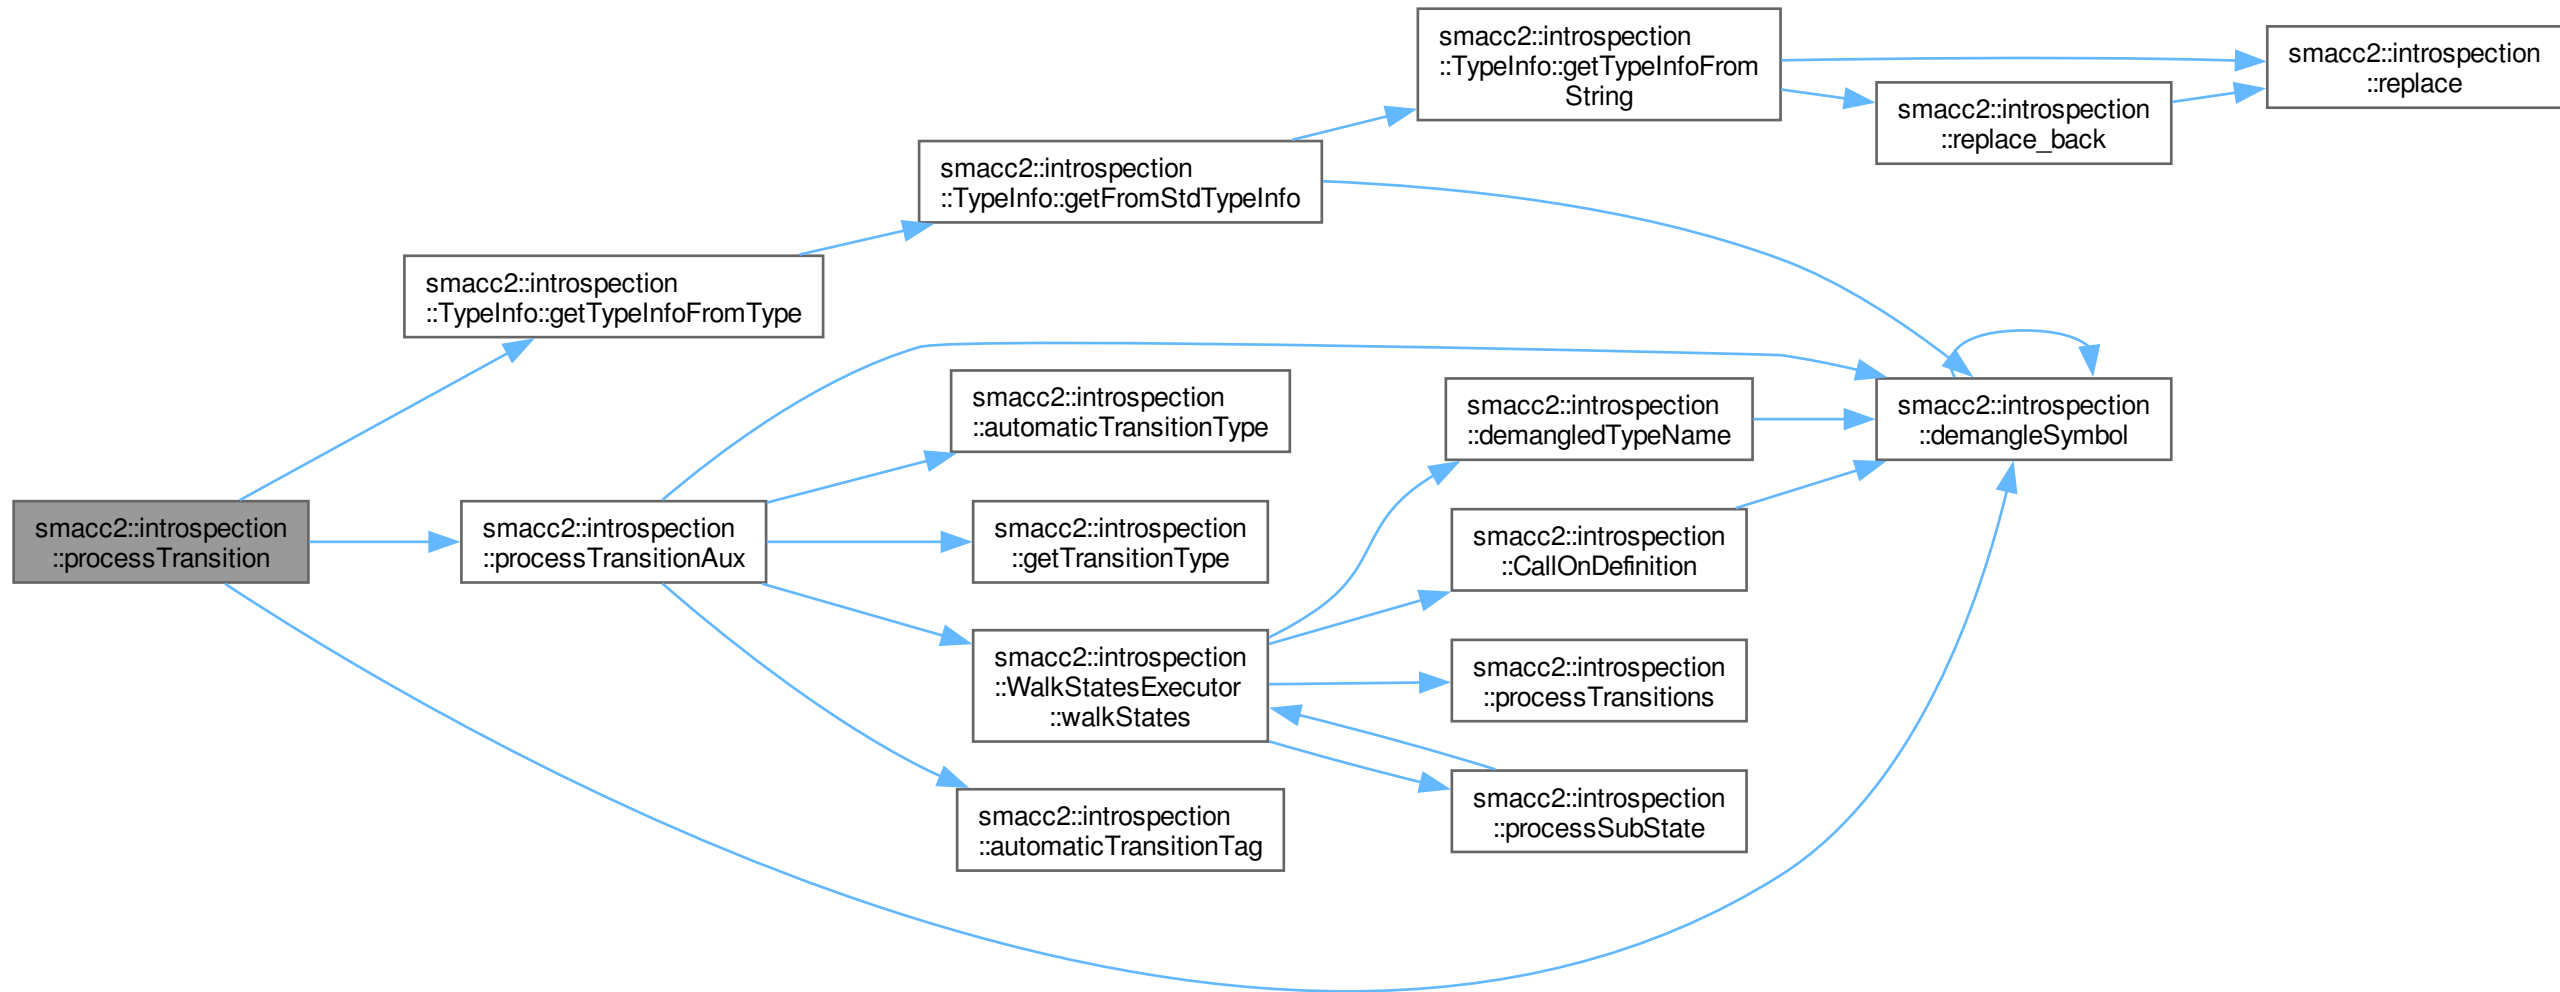 smacc2::introspection
::processTransition
smacc2::introspection
::TypeInfo::getTypeInfoFromType
smacc2::introspection
::TypeInfo::getFromStdTypeInfo
smacc2::introspection
::TypeInfo::getTypeInfoFrom
String
smacc2::introspection
::replace
smacc2::introspection
::replace_back
smacc2::introspection
::processTransitionAux
smacc2::introspection
::automaticTransitionType
smacc2::introspection
::getTransitionType
smacc2::introspection
::WalkStatesExecutor
::walkStates
smacc2::introspection
::automaticTransitionTag
smacc2::introspection
::demangledTypeName
smacc2::introspection
::CallOnDefinition
smacc2::introspection
::processTransitions
smacc2::introspection
::processSubState
smacc2::introspection
::demangleSymbol